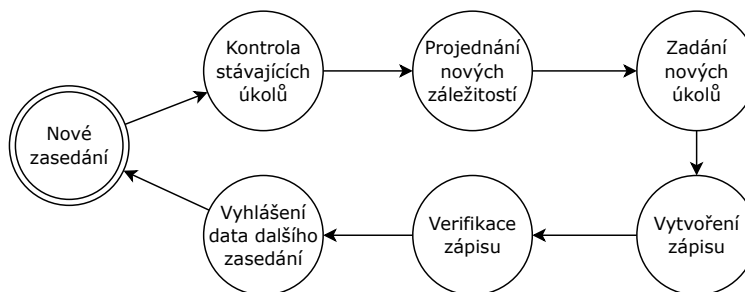 Nové
zasedání
Kontrola
stávajících
úkolů
Projednání
nových
záležitostí
Zadání
nových
úkolů
Vytvoření
zápisu
Verifikace
zápisu
Vyhlášení
data dalšího
zasedání